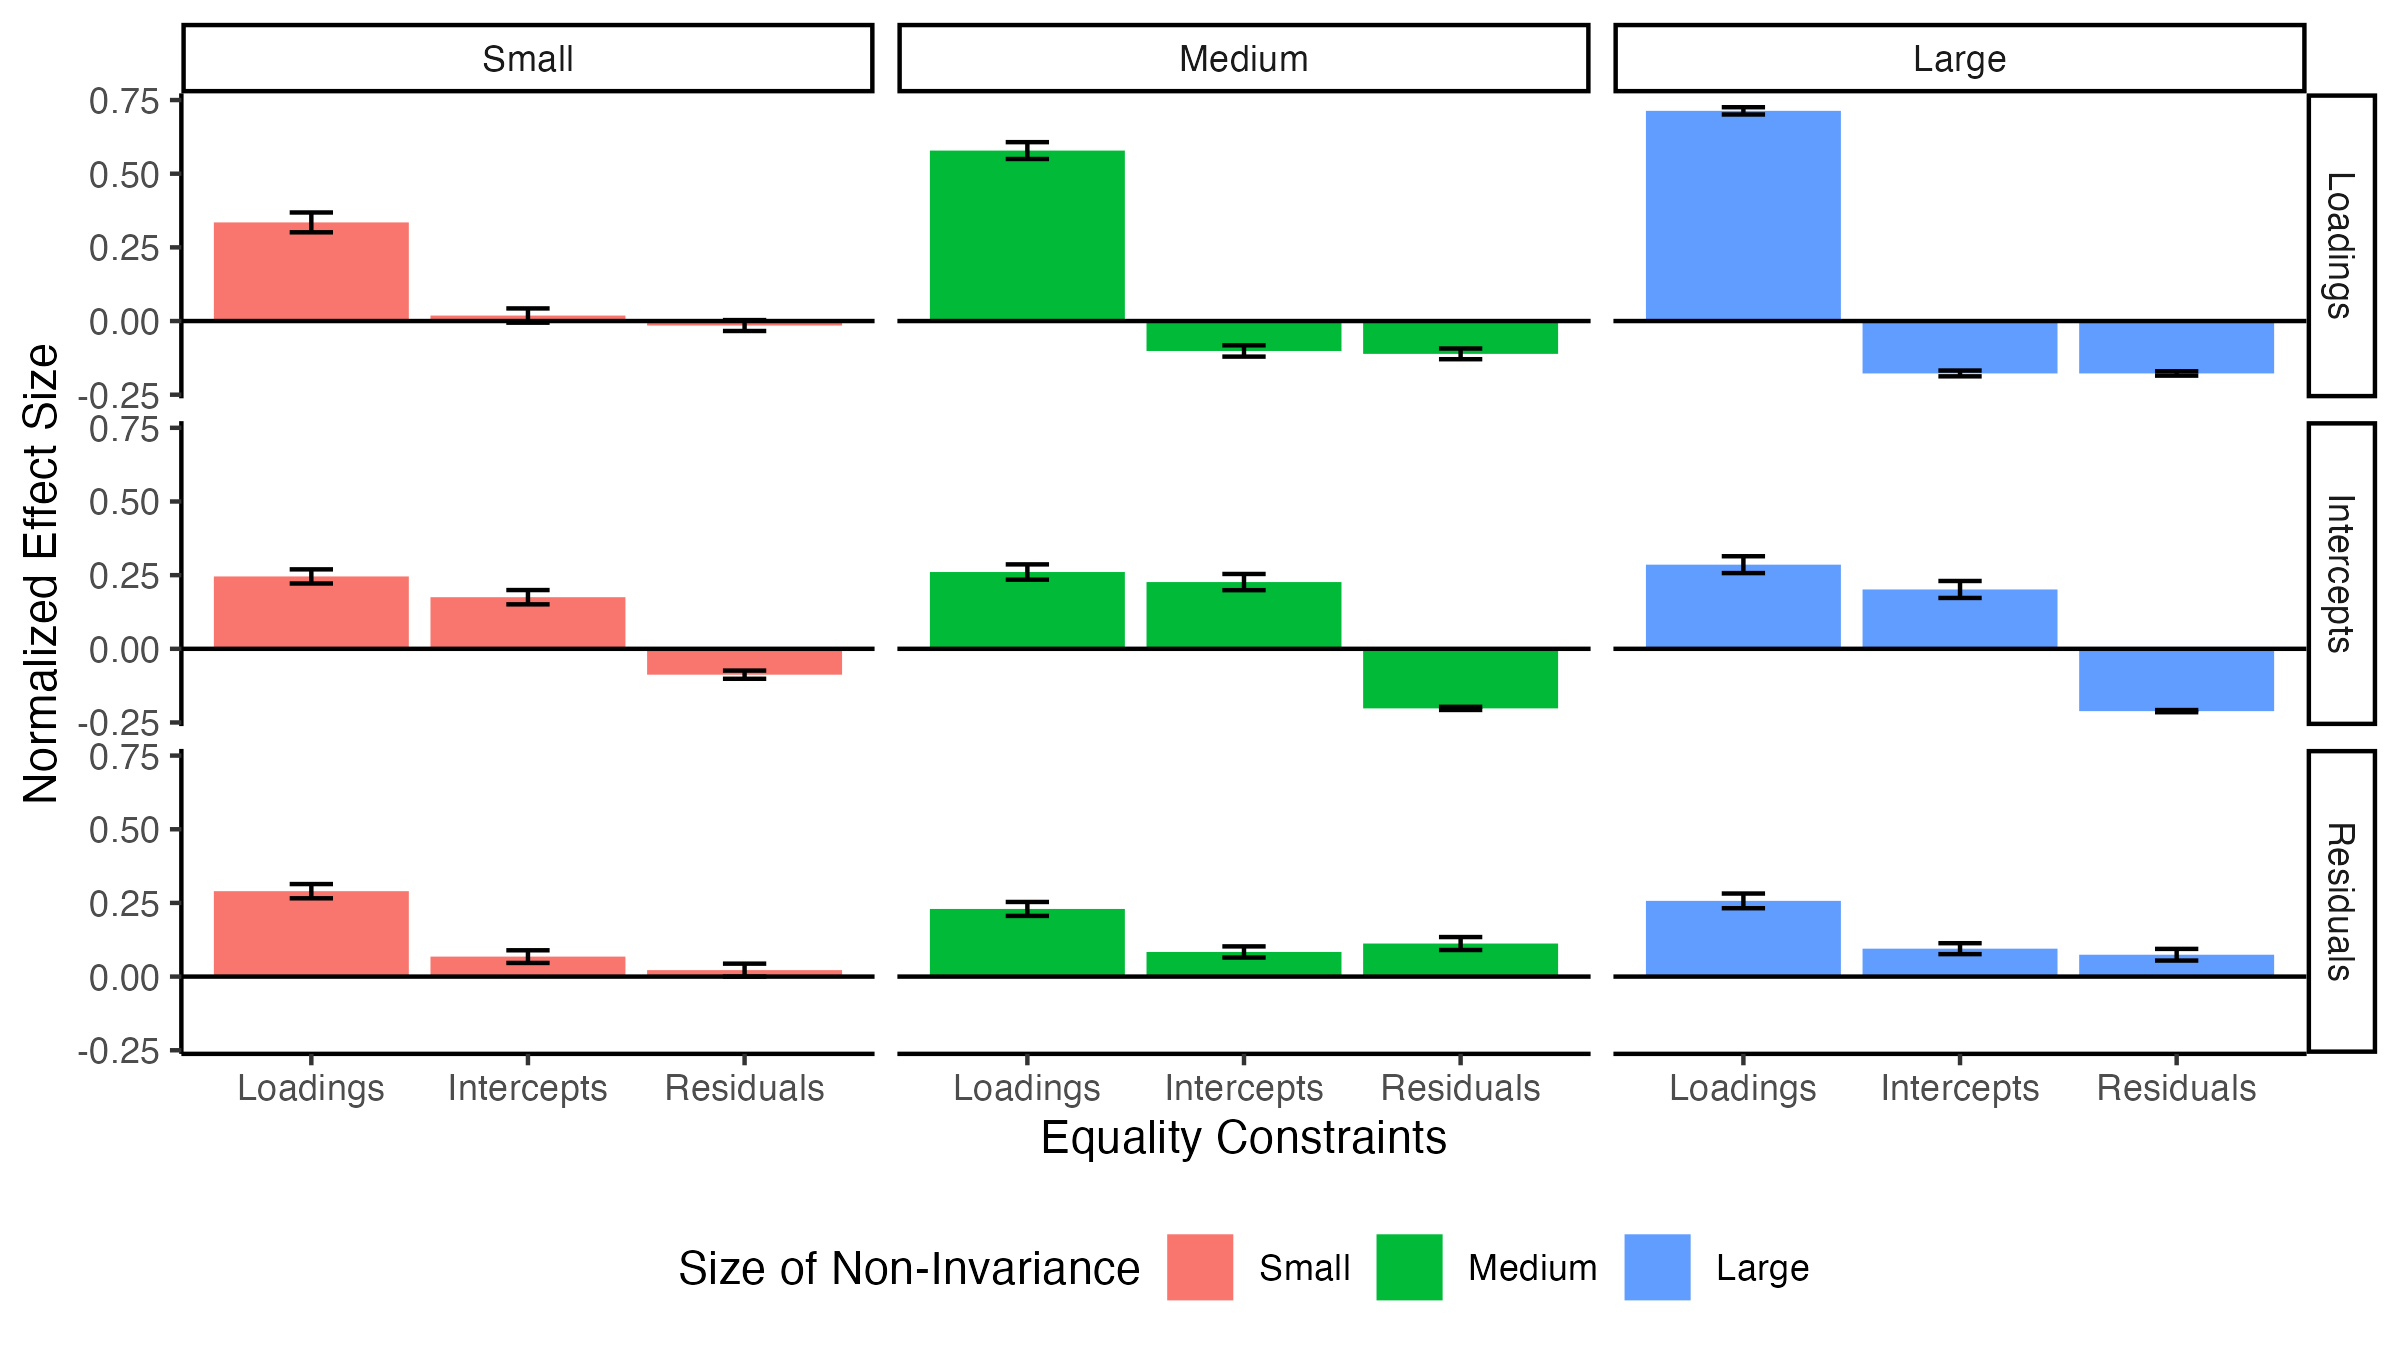 Small Medium Large
0.75
0.50
0.25
0.00
-0.25
Loadings
0.75
0.50
0.25
0.00
-0.25
Intercepts
0.75
0.50
0.25
0.00
-0.25
Residuals
Normalized Effect Size
Loadings Intercepts Residuals Loadings Intercepts Residuals Loadings Intercepts Residuals
Equality Constraints
Size of Non-Invariance Small Medium Large